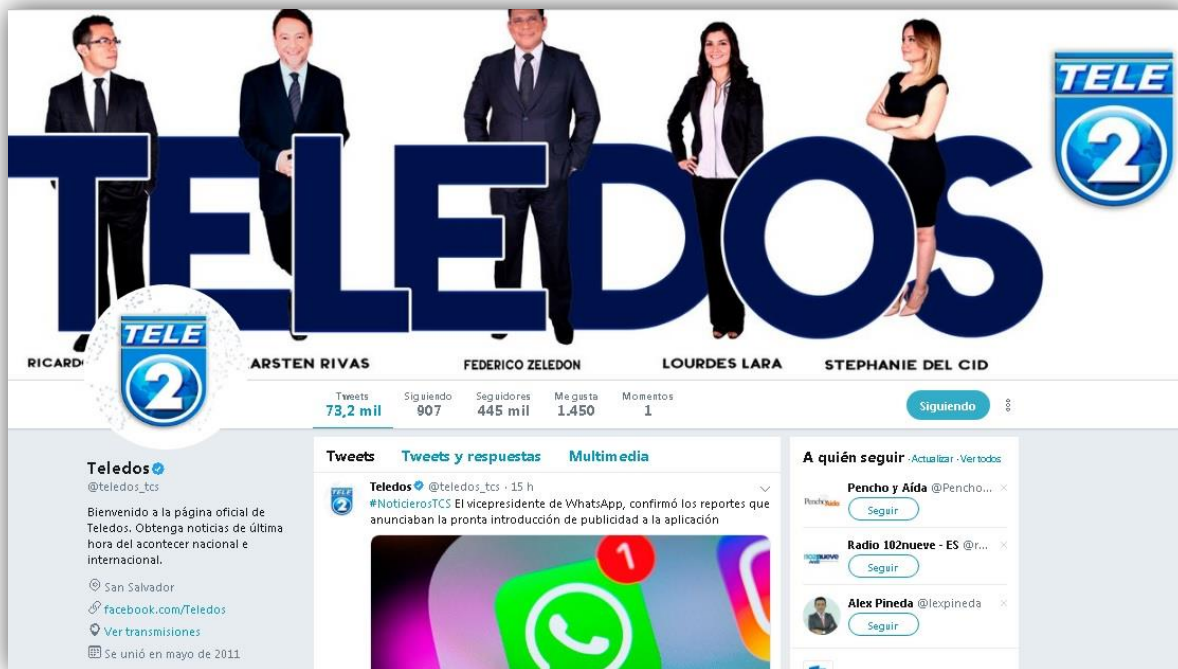 TELE
2
TELEDOS
TELE
2
RICARD
ARSTEN RIVAS
FEDERICO ZELEDON
LOURDES LARA
STEPHANIE DEL CID
Tweets
73,2 mil
Siguiendo
907
Seguidores
445 mil
Me gusta
1.450
Momentos
1
Siguiendo
Teledos
@teledos_tcs
Bienvenido a la página oficial de
Teledos. Obtenga noticias de última
hora del acontecer nacional e
internacional.
San Salvador
facebook.com/Teledos
Ver transmisiones
Se unió en mayo de 2011
Tweets Tweets y respuestas Multimedia
TELE
2
Teledos @teledos_tcs · 15 h
#NoticierosTCS El vicepresidente de WhatsApp, confirmó los reportes que
anunciaban la pronta introducción de publicidad a la aplicación
1
A quién seguir · Actualizar · Ver todos
Pencho y Aída @Pencho...
Seguir
Radio 102nueve - ES @r...
Seguir
Alex Pineda @lexpineda
Seguir